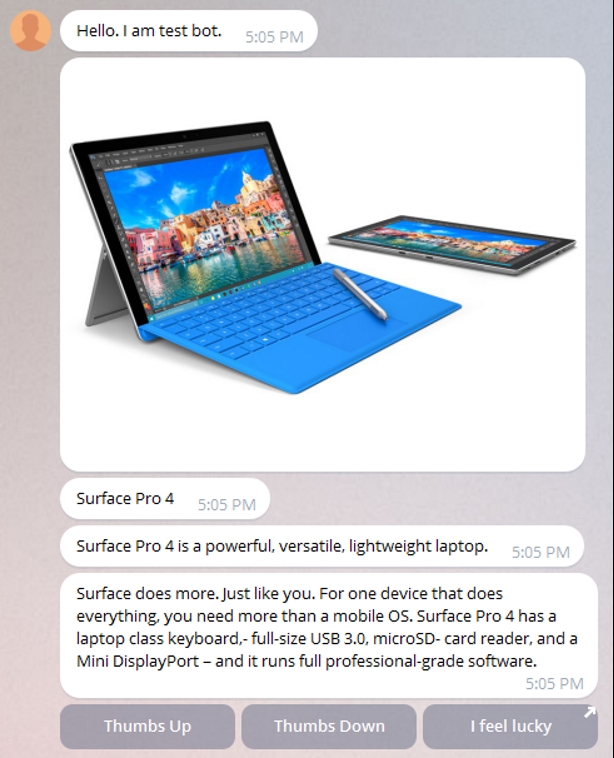 Hello. I am test bot. 5:05 PM
Surface Pro 4 5:05 PM
Surface Pro 4 is a powerful, versatile, lightweight laptop. 5:05 PM
Surface does more. Just like you. For one device that does
everything, you need more than a mobile OS. Surface Pro 4 has a
laptop class keyboard,- full-size USB 3.0, microSD- card reader, and a
Mini DisplayPort – and it runs full professional-grade software.
5:05 PM
Thumbs Up Thumbs Down I feel lucky